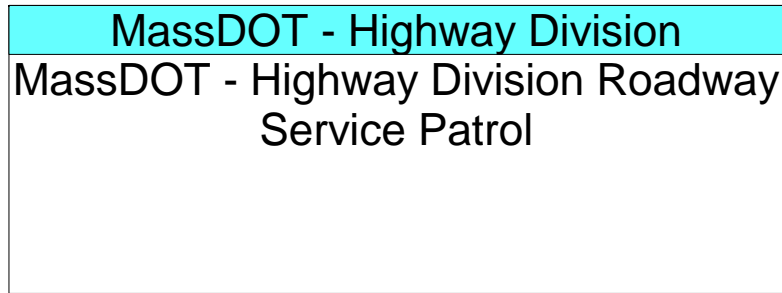 MassDOT - Highway Division
MassDOT - Highway Division Roadway
Service Patrol